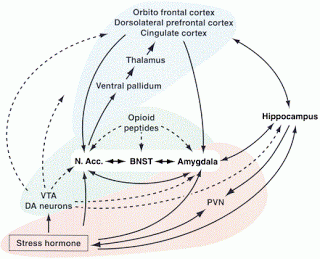 Orbito frontal cortex
Dorsolateral prefrontal cortex
Cingulate cortex
Thalamus
Ventral pallidum
Opioid
peptides
Hippocampus
N. Acc.
BNST
Amygdala
VTA
DA neurons
PVN
Stress hormone